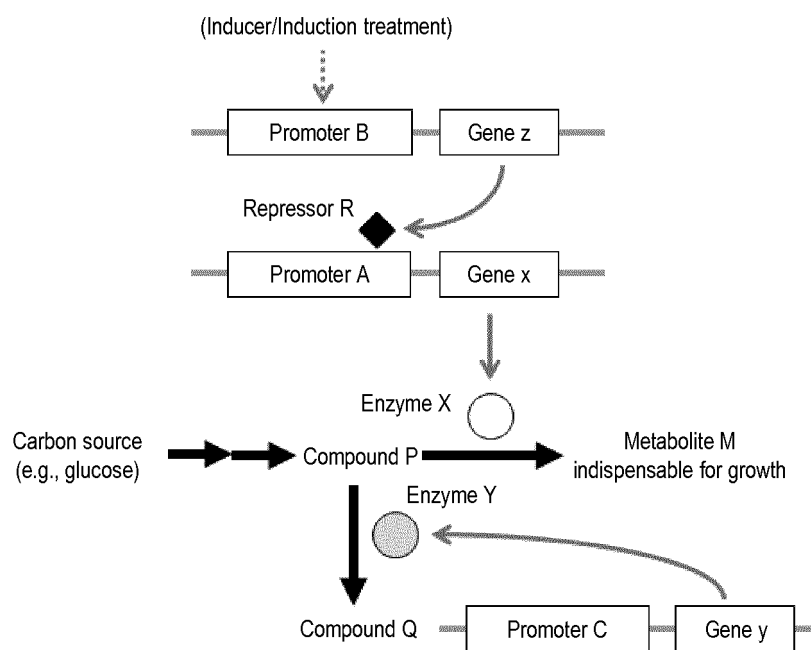 (Inducer/Induction treatment)
Promoter B
Gene z
Repressor R
Promoter A
Gene x
Enzyme X
Carbon source
(e.g., glucose)
Compound P
Metabolite M
indispensable for growth
Enzyme Y
Compound Q
Promoter C
Gene y